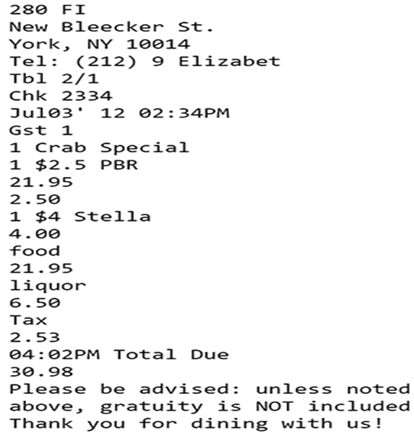 280 FI
New Bleecker St.
York, NY 10014
Tel: (212) 9 Elizabet
Tbl 2/1
Chk 2334
Jul03' 12 02:34PM
Gst 1
1 Crab Special
1 $2.5 PBR
21.95
2.50
1 $4 Stella
4.00
food
21.95
liquor
6.50
Tax
2.53
04:02PM Total Due
30.98
Please be advised: unless noted
above, gratuity is NOT included
Thank you for dining with us!